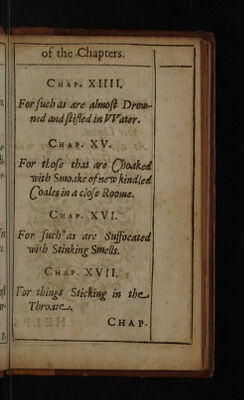 of the Chapters.
CHAP. XIIII.
For such as are almost Drow-
ned and stifled in VVater.
CHAP. XV.
For those that are Choaked
with Smoake of new kindled
Coales in a close Roome.
CHAP. XVI.
For such as are Suffocated
with Stinking Smells.
CHAP. XVII.
For things Sticking in the
Throate.
CHAP-